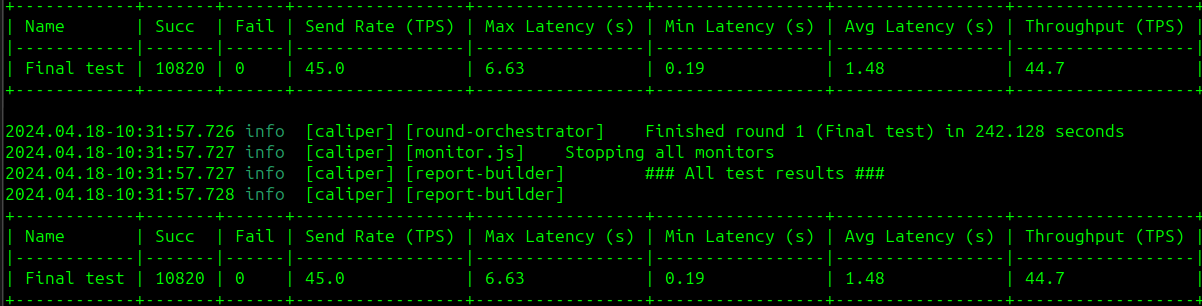 +------------+-------+------+-----------------+-----------------+-----------------+-----------------+------------------
| Name       | Succ  | Fail | Send Rate (TPS) | Max Latency (s) | Min Latency (s) | Avg Latency (s) | Throughput (TPS) |
|------------|-------|------|-----------------|-----------------|-----------------|-----------------|------------------|
| Final test | 10820 | 0    | 45.0            | 6.63            | 0.19            | 1.48            | 44.7             |
+------------+-------+------+-----------------+-----------------+-----------------+-----------------+------------------+
2024.04.18-10:31:57.726 info  [caliper] [round-orchestrator]    Finished round 1 (Final test) in 242.128 seconds
2024.04.18-10:31:57.727 info  [caliper] [monitor.js]    Stopping all monitors
2024.04.18-10:31:57.727 info  [caliper] [report-builder]        ### All test results ###
2024.04.18-10:31:57.728 info  [caliper] [report-builder]
+------------+-------+------+-----------------+-----------------+-----------------+-----------------+------------------+
| Name       | Succ  | Fail | Send Rate (TPS) | Max Latency (s) | Min Latency (s) | Avg Latency (s) | Throughput (TPS) |
|------------|-------|------|-----------------|-----------------|-----------------|-----------------|------------------|
| Final test | 10820 | 0    | 45.0            | 6.63            | 0.19            | 1.48            | 44.7             |
+------------+-------+------+-----------------+-----------------+-----------------+-----------------+------------------+